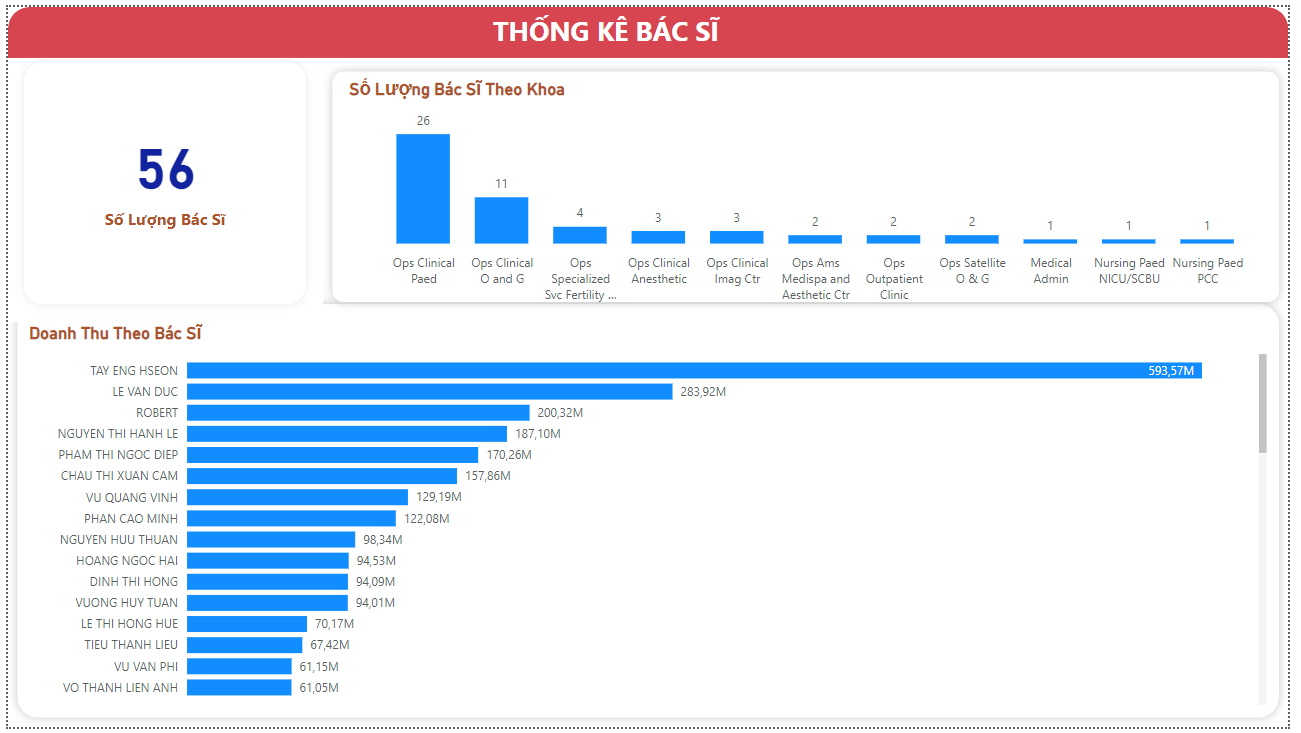 THỐNG KÊ BÁC SĨ
56
Số Lượng Bác Sĩ
Số Lượng Bác Sĩ Theo Khoa
26
11
4
3
3
2
2
2
1
1
1
Ops Clinical Paed
Ops Clinical O and G
Ops Specialized Svc Fertility ...
Ops Clinical Anesthetic
Ops Clinical Imag Ctr
Ops Ams Medispa and Aesthetic Ctr
Ops Outpatient Clinic
Ops Satellite O & G
Medical Admin
Nursing Paed NICU/SCBU
Nursing Paed PCC
Doanh Thu Theo Bác Sĩ
TAY ENG HSEON 593,57M
LE VAN DUC 283,92M
ROBERT 200,32M
NGUYEN THI HANH LE 187,10M
PHAM THI NGOC DIEP 170,26M
CHAU THI XUAN CAM 157,86M
VU QUANG VINH 129,19M
PHAN CAO MINH 122,08M
NGUYEN HUU THUAN 98,34M
HOANG NGOC HAI 94,53M
DINH THI HONG 94,09M
VUONG HUY TUAN 94,01M
LE THI HONG HUE 70,17M
TIEU THANH LIEU 67,42M
VU VAN PHI 61,15M
VO THANH LIEN ANH 61,05M